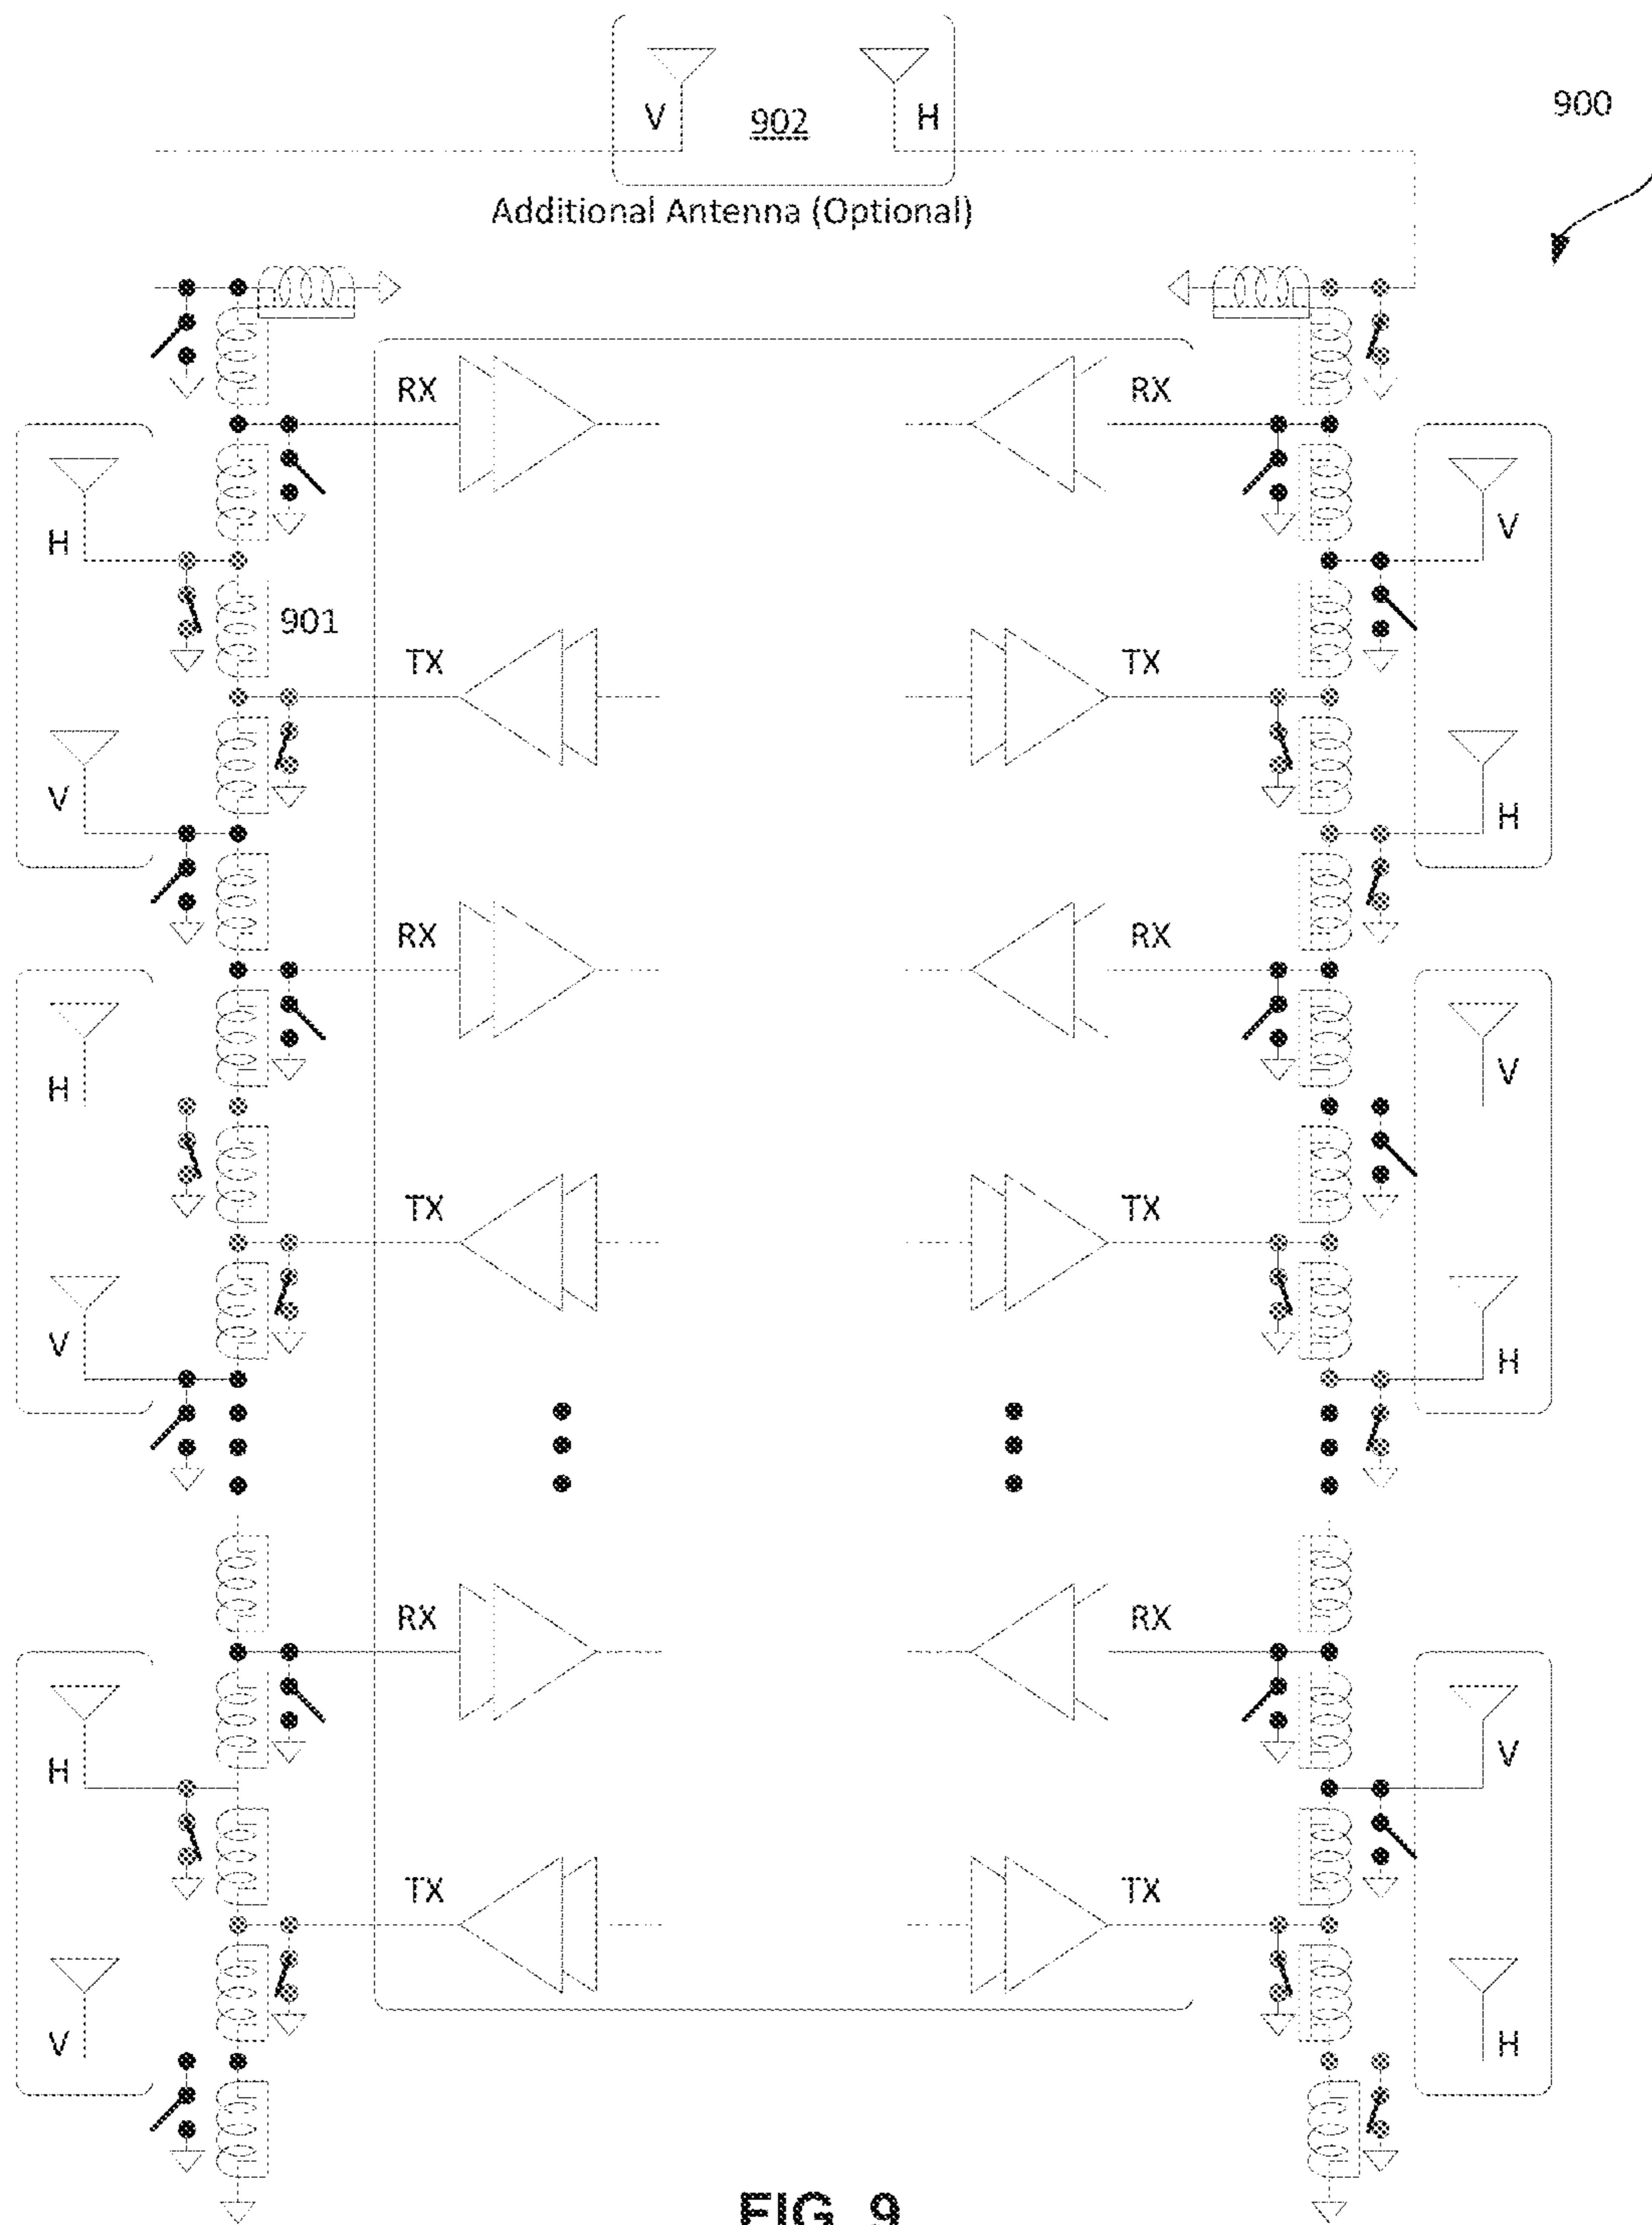 900
V 902 H
Additional Antenna (Optional)
RX RX
H V
901
TX TX
V H
RX RX
H V
TX TX
V H
RX RX
H V
TX TX
V H
FIG. 9